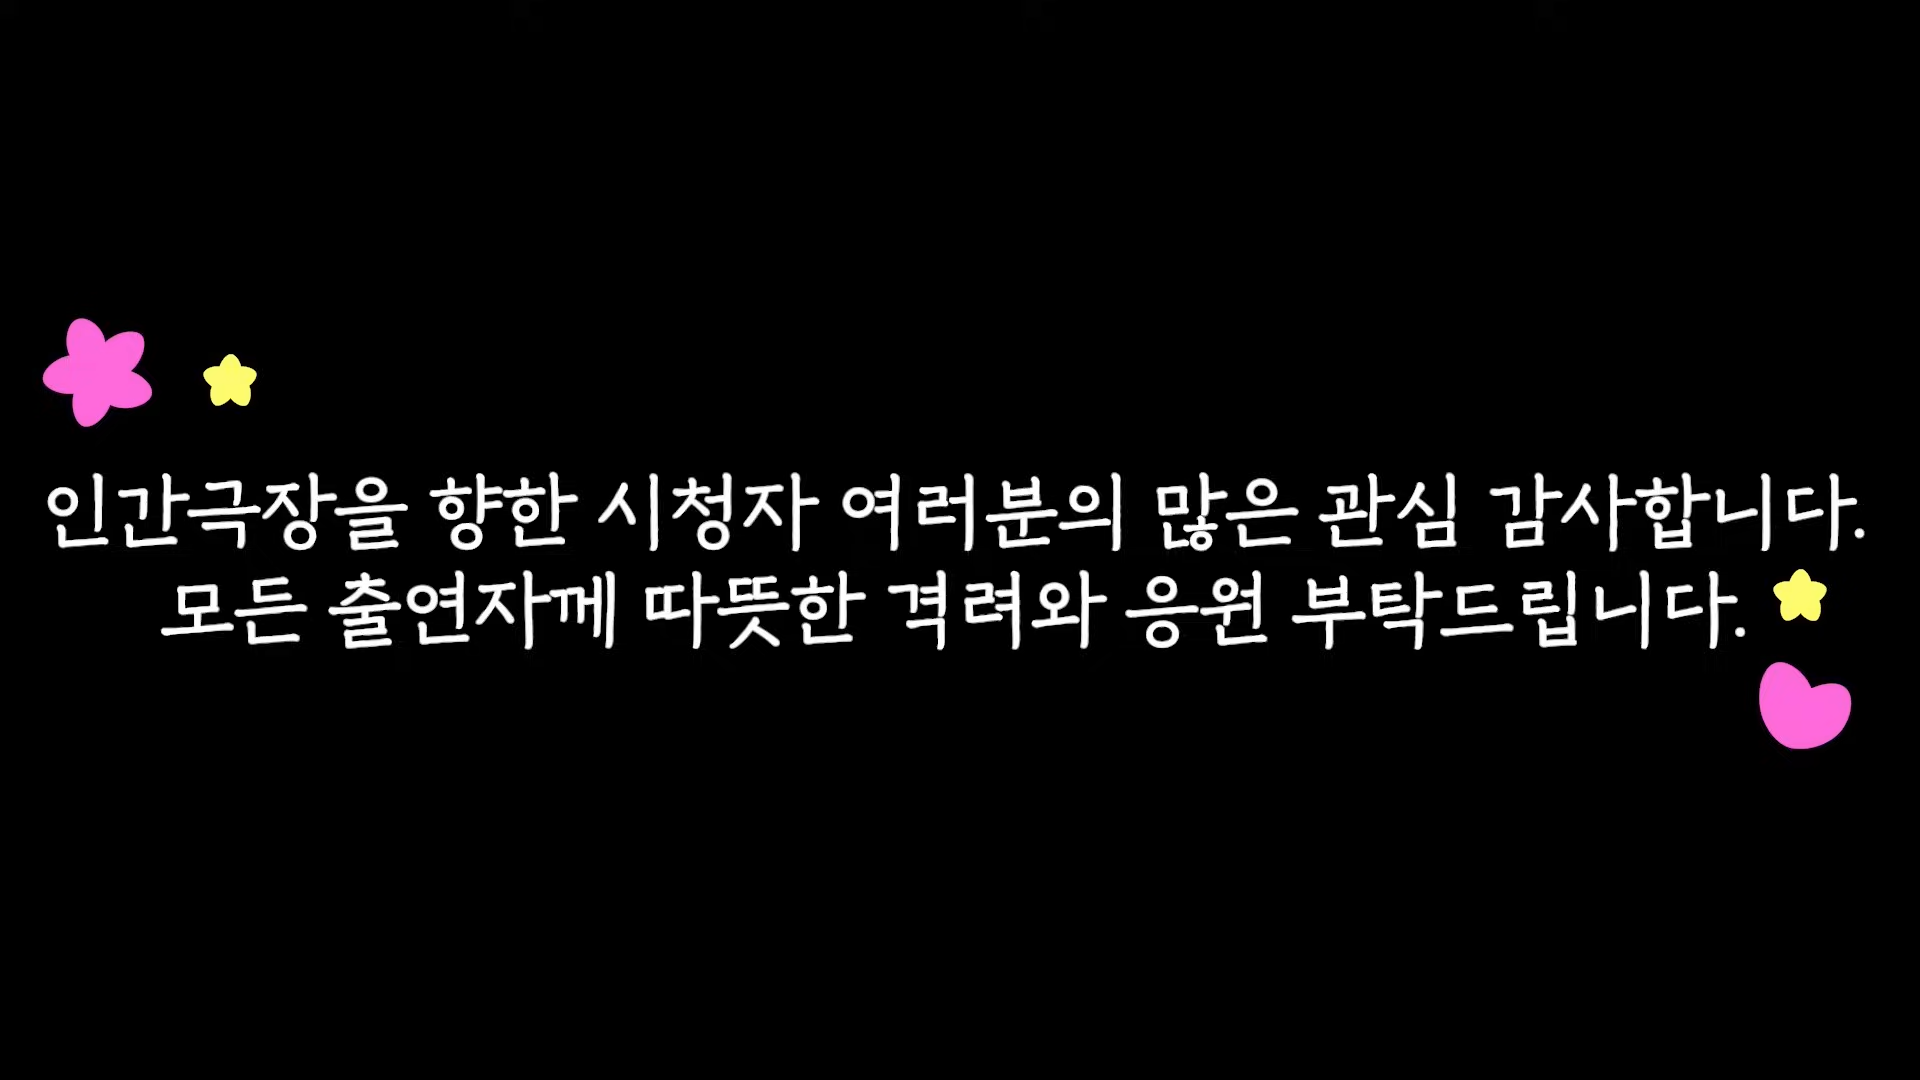 인간극장을 향한 시청자 여러분의 많은 관심 감사합니다.
모든 출연자께 따뜻한 격려와 응원 부탁드립니다.